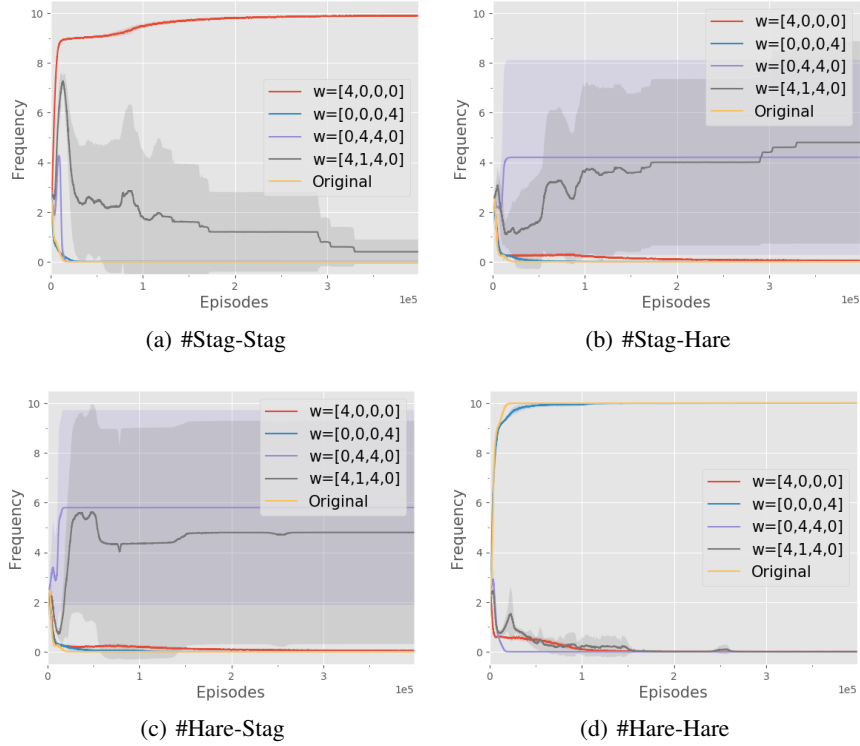 10
8
6
4
2
0
Frequency
w=[4,0,0,0]
w=[0,0,0,4]
w=[0,4,4,0]
w=[4,1,4,0]
Original
0 1 2 3
1e5
Episodes
(a) #Stag-Stag
10
8
6
4
2
0
Frequency
w=[4,0,0,0]
w=[0,0,0,4]
w=[0,4,4,0]
w=[4,1,4,0]
Original
0 1 2 3
1e5
Episodes
(b) #Stag-Hare
10
8
6
4
2
0
Frequency
w=[4,0,0,0]
w=[0,0,0,4]
w=[0,4,4,0]
w=[4,1,4,0]
Original
0 1 2 3
1e5
Episodes
(c) #Hare-Stag
10
8
6
4
2
0
Frequency
w=[4,0,0,0]
w=[0,0,0,4]
w=[0,4,4,0]
w=[4,1,4,0]
Original
0 1 2 3
1e5
Episodes
(d) #Hare-Hare